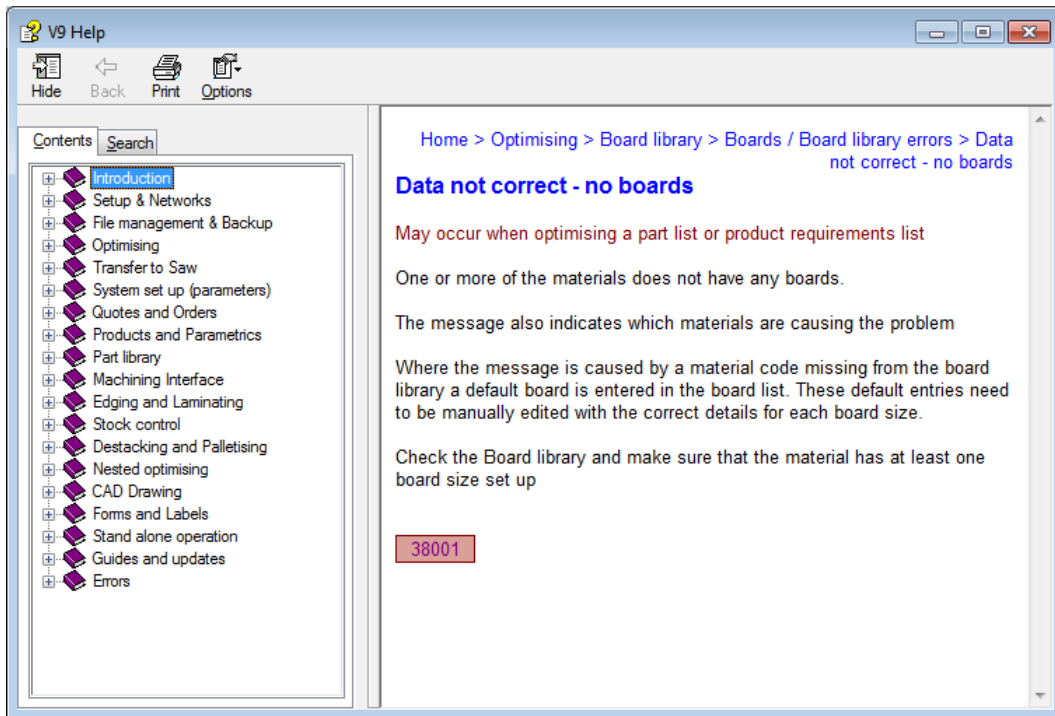 V9 Help
Hide Back Print Options
Contents Search
Introduction
Setup & Networks
File management & Backup
Optimising
Transfer to Saw
System set up (parameters)
Quotes and Orders
Products and Parametrics
Part library
Machining Interface
Edging and Laminating
Stock control
Destacking and Palletising
Nested optimising
CAD Drawing
Forms and Labels
Stand alone operation
Guides and updates
Errors
Home > Optimising > Board library > Boards / Board library errors > Data
not correct - no boards
Data not correct - no boards
May occur when optimising a part list or product requirements list
One or more of the materials does not have any boards.
The message also indicates which materials are causing the problem
Where the message is caused by a material code missing from the board
library a default board is entered in the board list. These default entries need
to be manually edited with the correct details for each board size.
Check the Board library and make sure that the material has at least one
board size set up
38001